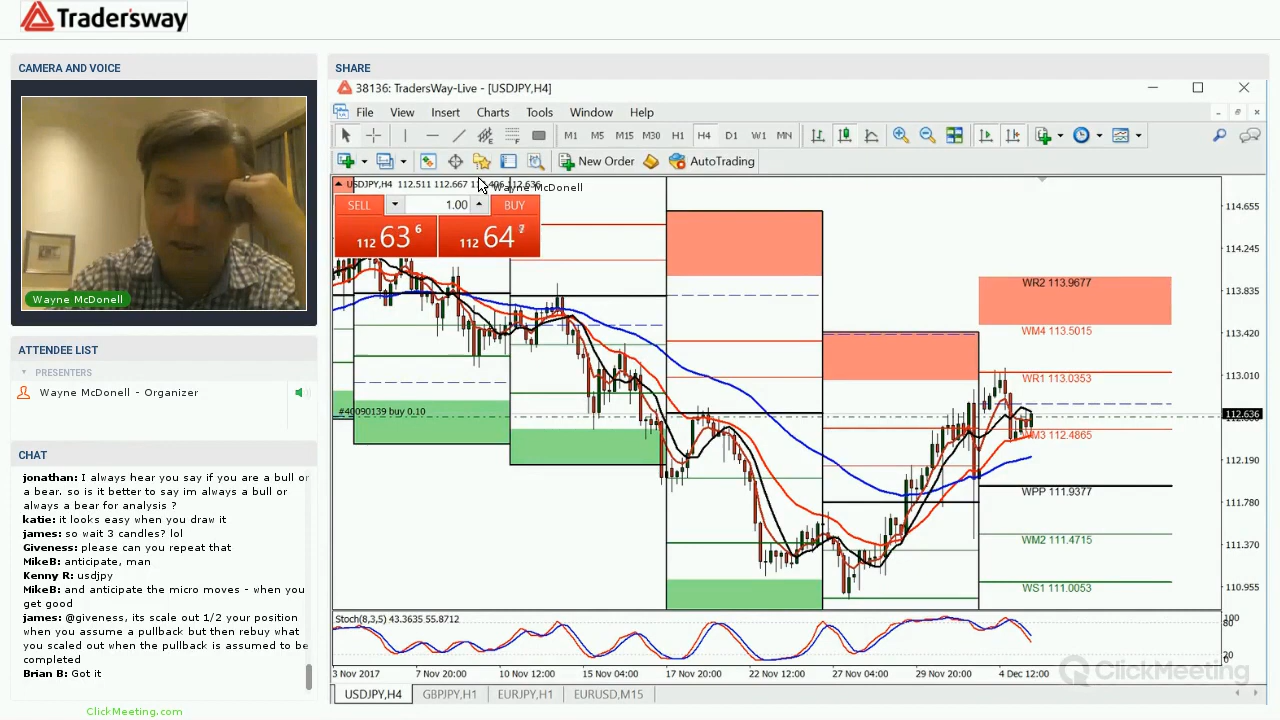 Tradersway
CAMERA AND VOICE
Wayne McDonell
ATTENDEE LIST
PRESENTERS
Wayne McDonell - Organizer
CHAT
jonathan: I always hear you say if you are a bull or
a bear. so is it better to say im always a bull or
always a bear for analysis ?
katie: it looks easy when you draw it
james: so wait 3 candles? lol
Giveness: please can you repeat that
MikeB: anticipate, man
Kenny R: usdjpy
MikeB: and anticipate the micro moves - when you
get good
james: @giveness, its scale out 1/2 your position
when you assume a pullback but then rebuy what
you scaled out when the pullback is assumed to be
completed
Brian B: Got it
ClickMeeting.com
SHARE
38136: TradersWay-Live - [USDJPY,H4]
File View Insert Charts Tools Window Help
M1 M5 M15 M30 H1 H4 D1 W1 MN
New Order AutoTrading
USDJPY,H4 112.511 112.667
Wayne McDonell
SELL 1.00 BUY
112 63 6 112 64 7
#40090139 buy 0.10
WR2 113.9677
WM4 113.5015
WR1 113.0353
WM3 112.4865
WPP 111.9377
WM2 111.4715
WS1 111.0053
114.655
114.245
113.835
113.420
113.010
112.636
112.190
111.780
111.370
110.955
Stoch(8,3,5) 43.3635 55.8712
100
80
20
0
3 Nov 2017 7 Nov 20:00 10 Nov 12:00 15 Nov 04:00 17 Nov 20:00 22 Nov 12:00 27 Nov 04:00 29 Nov 20:00 4 Dec 12:00
ClickMeeting
USDJPY,H4 GBPJPY,H1 EURJPY,H1 EURUSD,M15